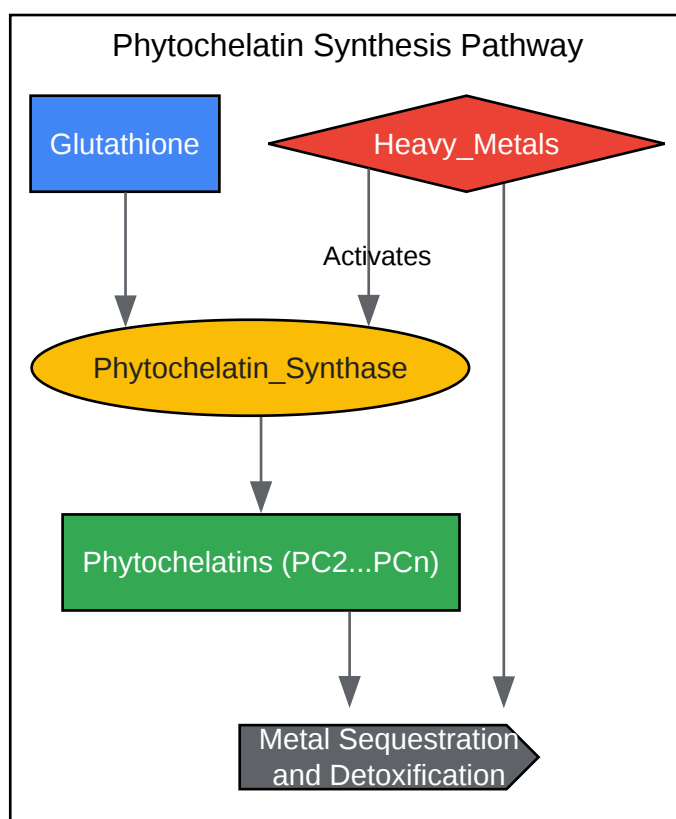 Phytochelatin Synthesis Pathway
Glutathione
Heavy_Metals
Activates
Phytochelatin_Synthase
Phytochelatins (PC2...PCn)
Metal Sequestration
and Detoxification